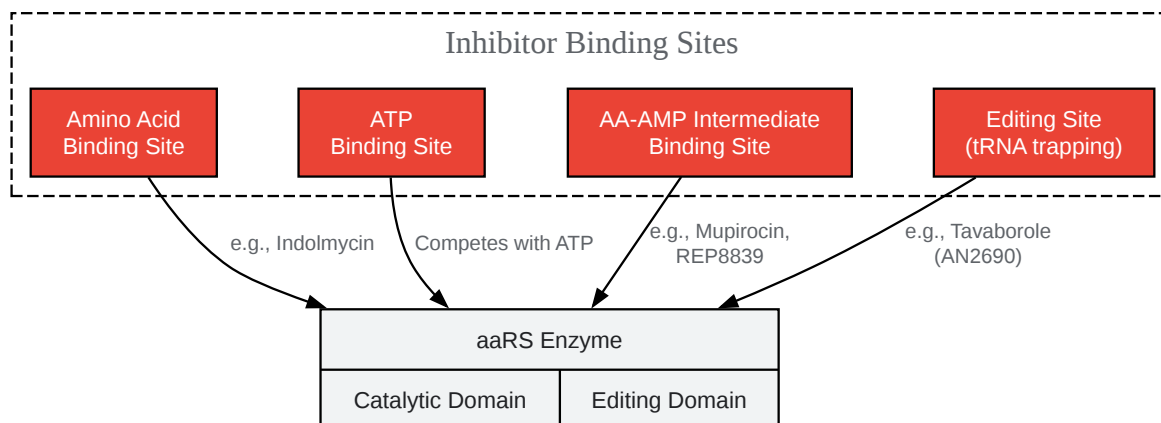 Inhibitor Binding Sites
Amino Acid
Binding Site
ATP
Binding Site
AA-AMP Intermediate
Binding Site
Editing Site
(tRNA trapping)
e.g., Indolmycin
Competes with ATP
e.g., Mupirocin,
REP8839
e.g., Tavaborole
(AN2690)
aaRS Enzyme
Catalytic Domain
Editing Domain